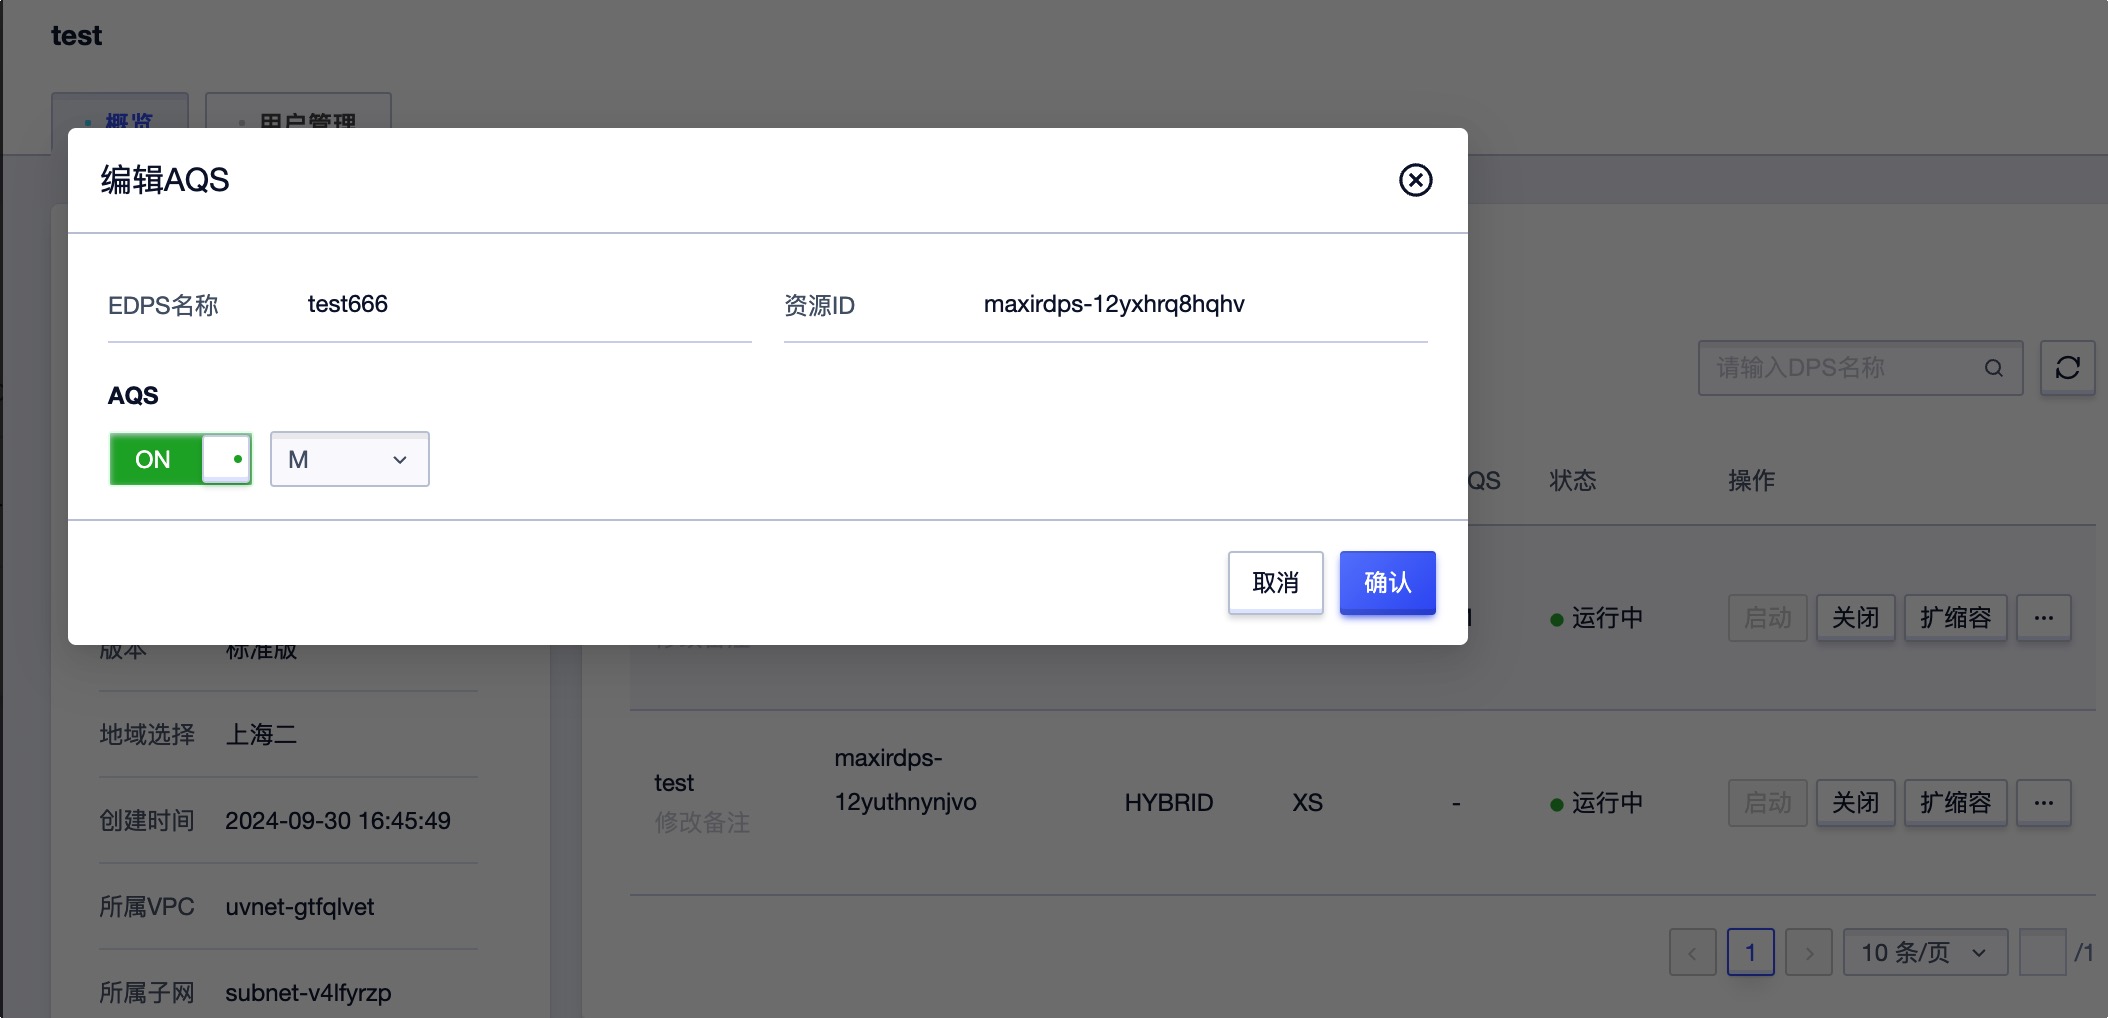 test
概览
用户管理
编辑AQS
EDPS名称 test666
资源ID maxirdps-12yxhrq8hqhv
请输入DPS名称
AQS
ON M
QS 状态 操作
取消 确认
运行中 启动 关闭 扩缩容 ...
修改备注
版本 标准版
地域选择 上海二
创建时间 2024-09-30 16:45:49
所属VPC uvnet-gtfqlvet
所属子网 subnet-v4lfyrzp
test
修改备注
maxirdps-
12yuthnynjvo
HYBRID XS - 运行中 启动 关闭 扩缩容 ...
1 10 条/页 /1